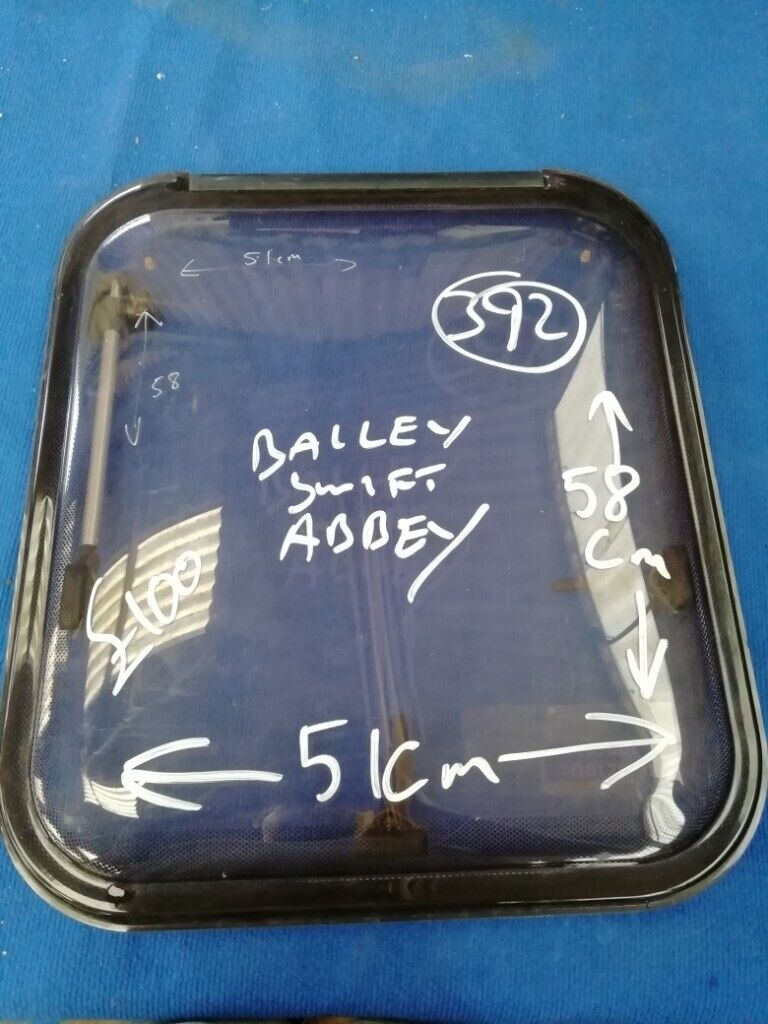 51cm
392
58
BAILEY
SWIFT
ABBEY
58
Cm
£100
51Cm